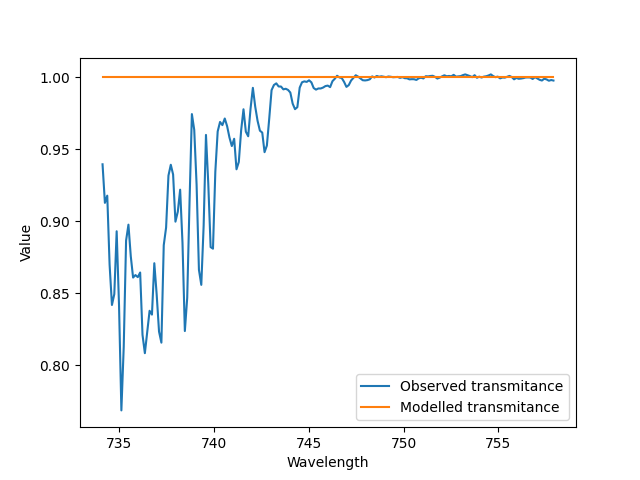 1.00
0.95
0.90
0.85
0.80
Value
735
740
745
750
755
Wavelength
Observed transmitance
Modelled transmitance